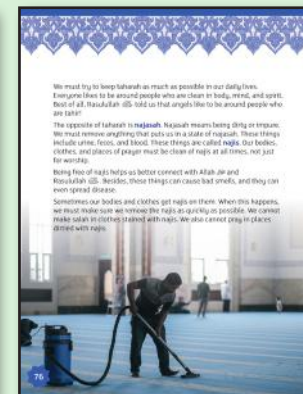 We must try to keep taharah as much as possible in our daily lives.
Everyone likes to be around people who are clean in body, mind, and spirit.
Best of all, Rasulullah ﷺ told us that angels like to be around people who
are tahir!
The opposite of taharah is najasah. Najasah means being dirty or impure.
We must remove anything that puts us in a state of najasah. These things
include urine, feces, and blood. These things are called najis. Our bodies,
clothes, and places of prayer must be clean of najis at all times, not just
for worship.
Being free of najis helps us better connect with Allah and
Rasulullah ﷺ. Besides, these things can cause bad smells, and they can
even spread disease.
Sometimes our bodies and clothes get najis on them. When this happens,
we must make sure we remove the najis as quickly as possible. We cannot
make salah in clothes stained with najis. We also cannot pray in places
dirtied with najis.
76